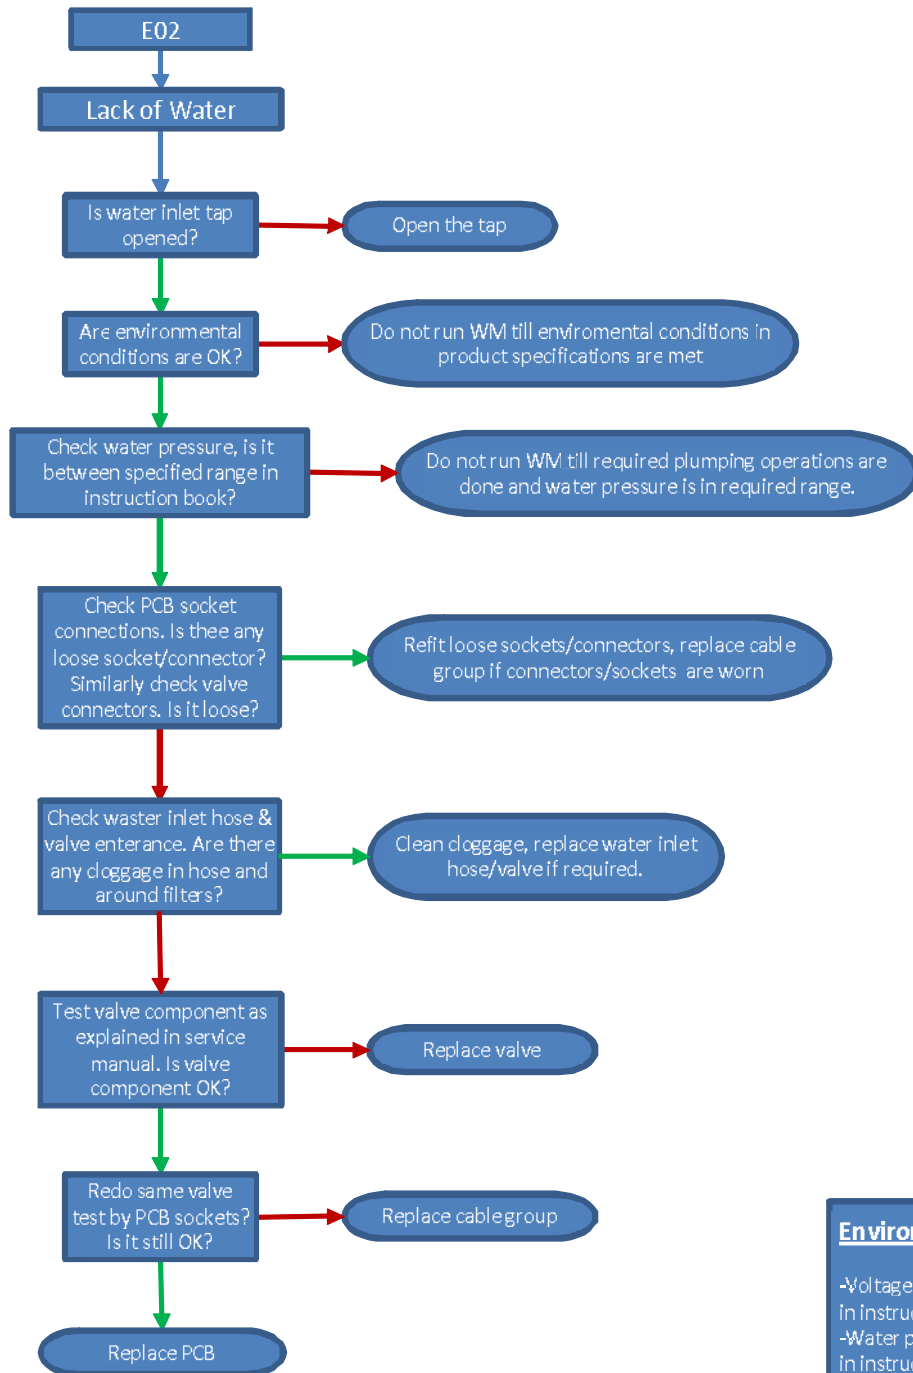 E02
Lack of Water
Is water inlet tap
opened?
Open the tap
Are environmental
conditions are OK?
Do not run WM till enviromental conditions in
product specifications are met
Check water pressure, is it
between specified range in
instruction book?
Do not run WM till required plumping operations are
done and water pressure is in required range.
Check PCB socket
connections. Is thee any
loose socket/connector?
Similarly check valve
connectors. Is it loose?
Refit loose sockets/connectors, replace cable
group if connectors/sockets are worn
Check waster inlet hose &
valve enterance. Are there
any cloggage in hose and
around filters?
Clean cloggage, replace water inlet
hose/valve if required.
Test valve component as
explained in service
manual. Is valve
component OK?
Replace valve
Redo same valve
test by PCB sockets?
Is it still OK?
Replace cable group
Replace PCB
-Voltage
in
-Water
in